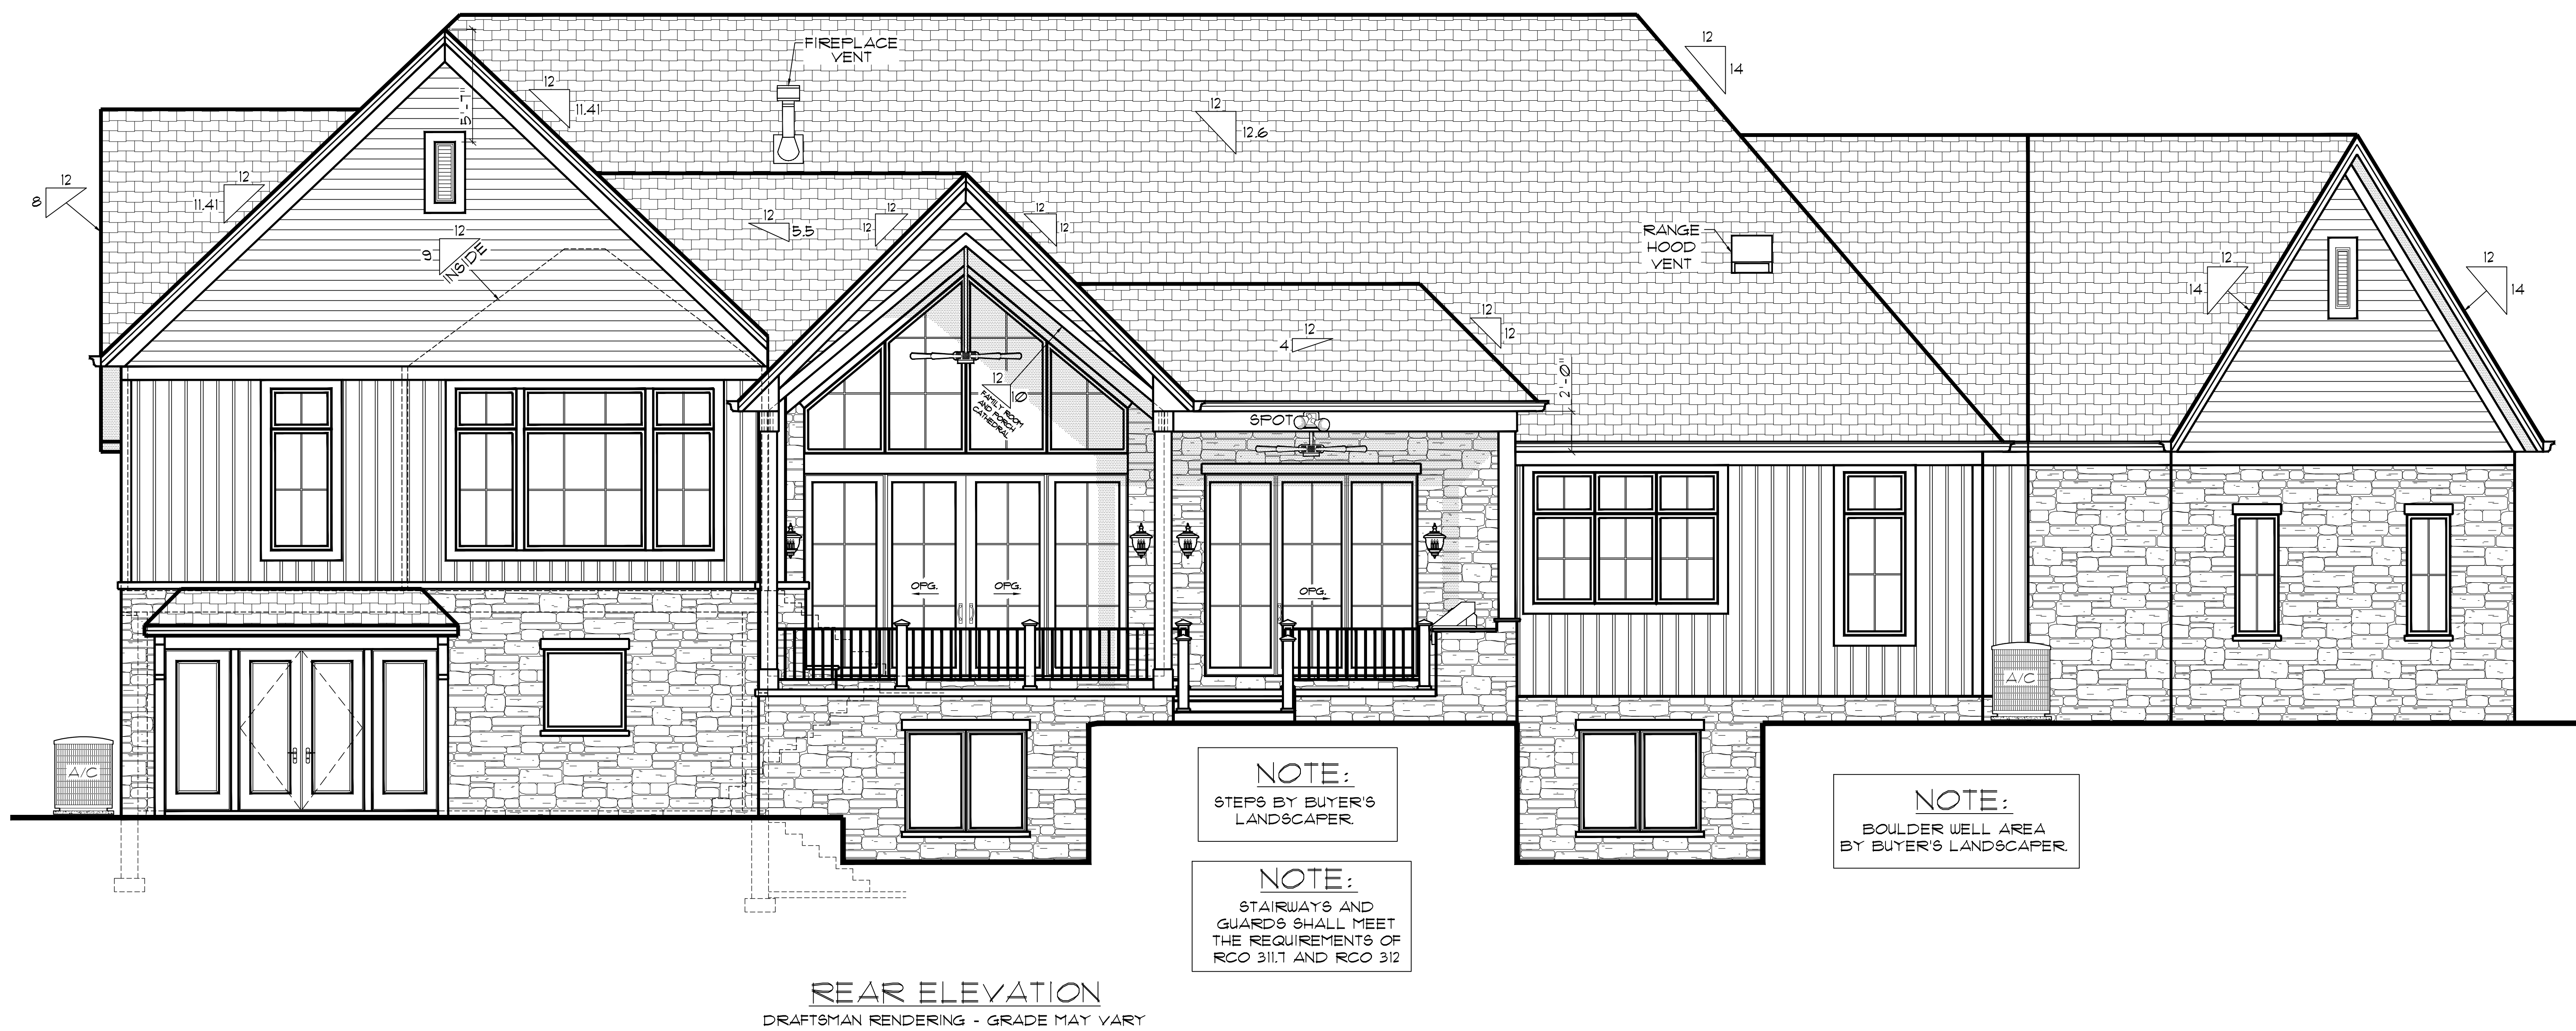 FIREPLACE
VENT
12
14
12
11.41
5'-7"
12
12.6
12
8
12
11.41
12
9
INSIDE
12
5.5
12
12
12
12
RANGE
HOOD
VENT
12
14
12
14
12
4
12
12
2'-0"
12
10
FAMILY ROOM
AND PORCH
CATHEDRAL
SPOT
OPG.
OPG.
OPG.
A/C
A/C
NOTE:
STEPS BY BUYER'S
LANDSCAPER.
NOTE:
BOULDER WELL AREA
BY BUYER'S LANDSCAPER.
NOTE:
STAIRWAYS AND
GUARDS SHALL MEET
THE REQUIREMENTS OF
RCO 311.7 AND RCO 312
REAR ELEVATION
DRAFTSMAN RENDERING - GRADE MAY VARY